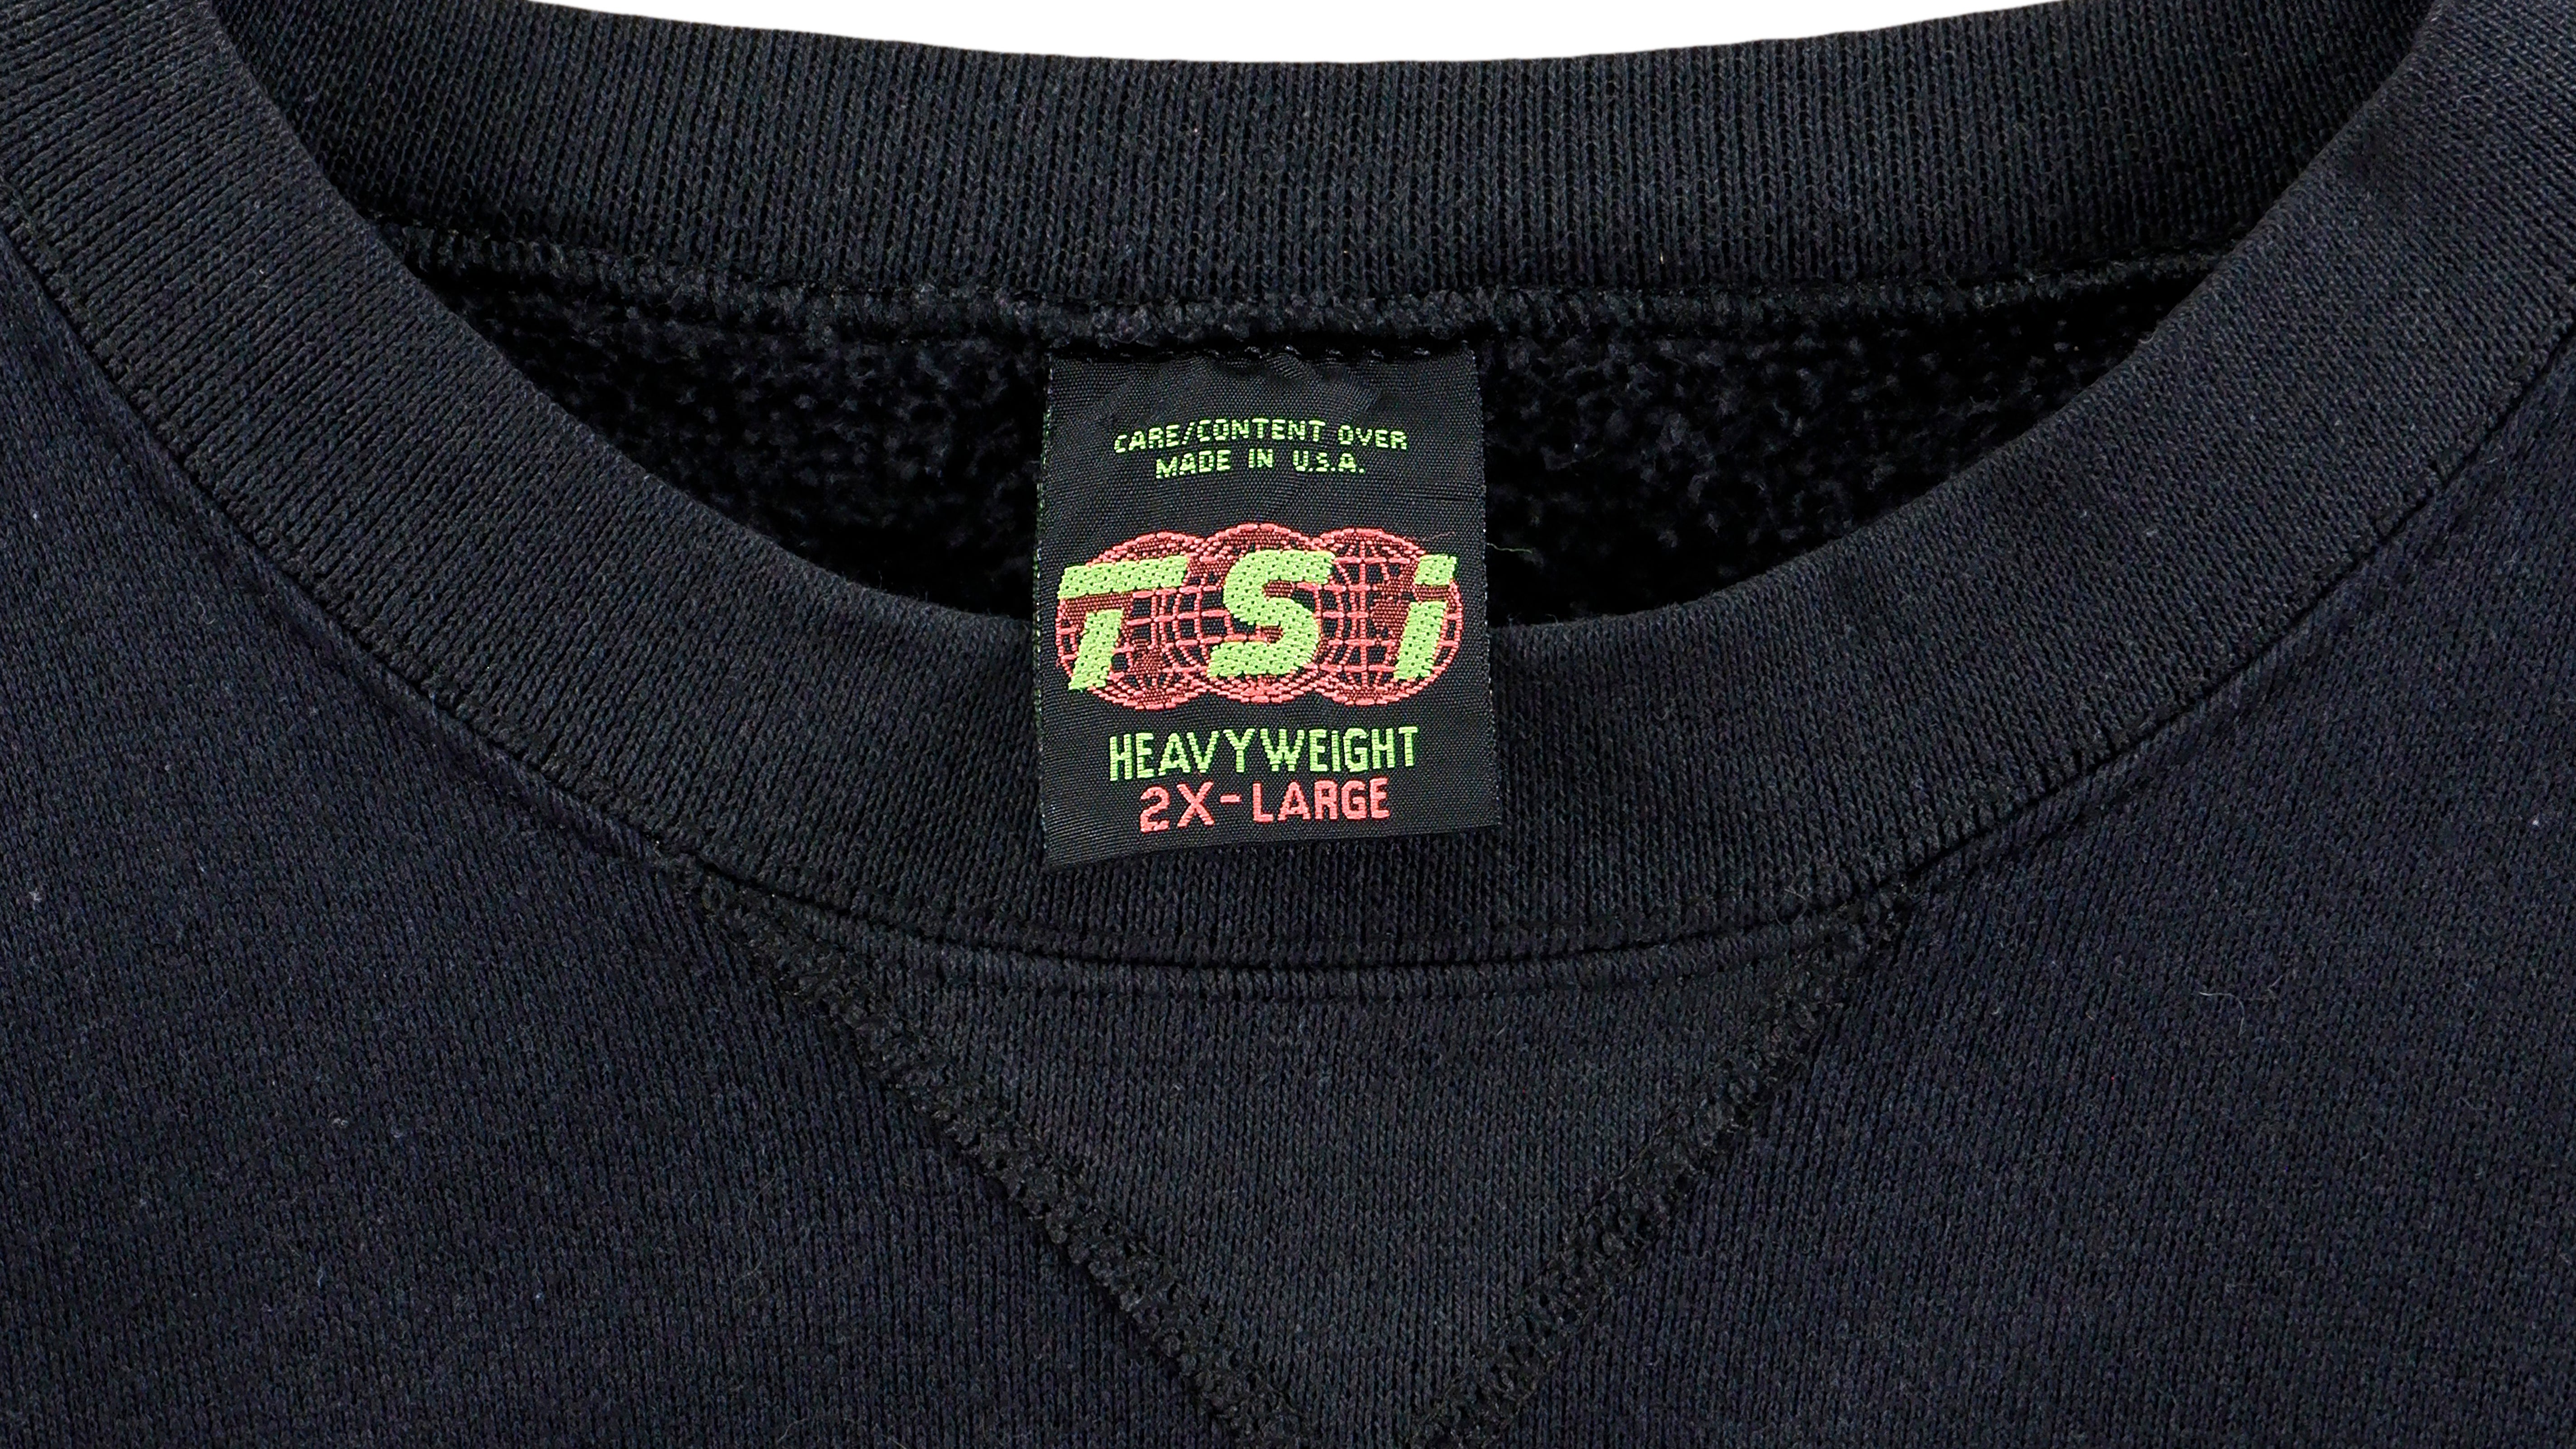 CARE/CONTENT OVER
MADE IN U.S.A.
TSi
HEAVYWEIGHT
2X-LARGE